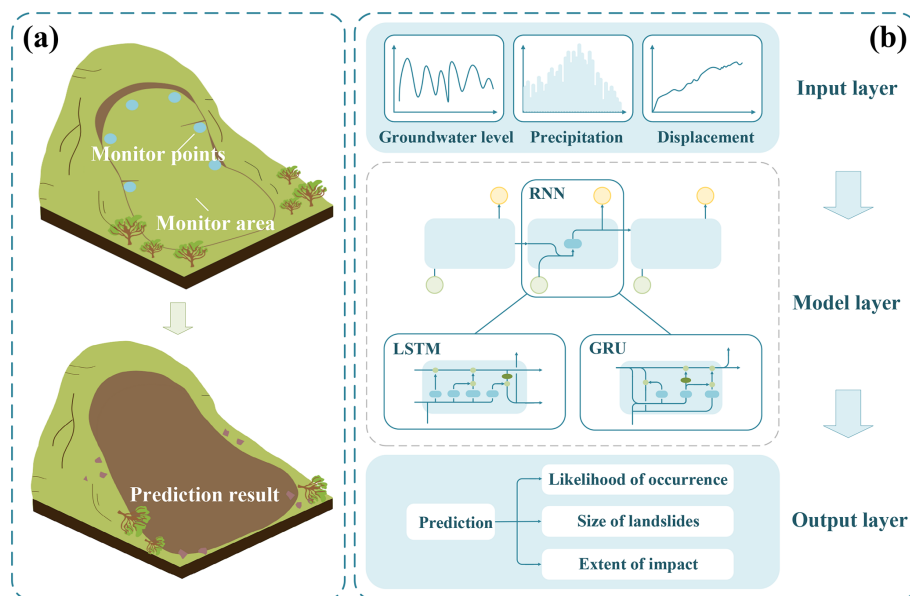 (a)
Monitor points
Monitor area
Prediction result
(b)
Groundwater level
Precipitation
Displacement
Input layer
RNN
LSTM
GRU
Model layer
Prediction
Likelihood of occurrence
Size of landslides
Extent of impact
Output layer